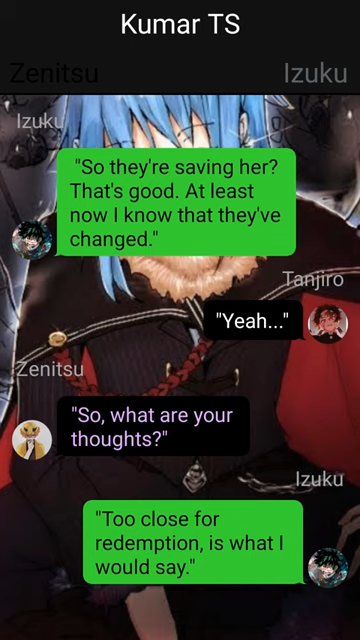 Kumar TS
Zenitsu
Izuku
Izuku
"So they're saving her?
That's good. At least
now I know that they've
changed."
Tanjiro
"Yeah..."
Zenitsu
"So, what are your
thoughts?"
Izuku
"Too close for
redemption, is what I
would say."